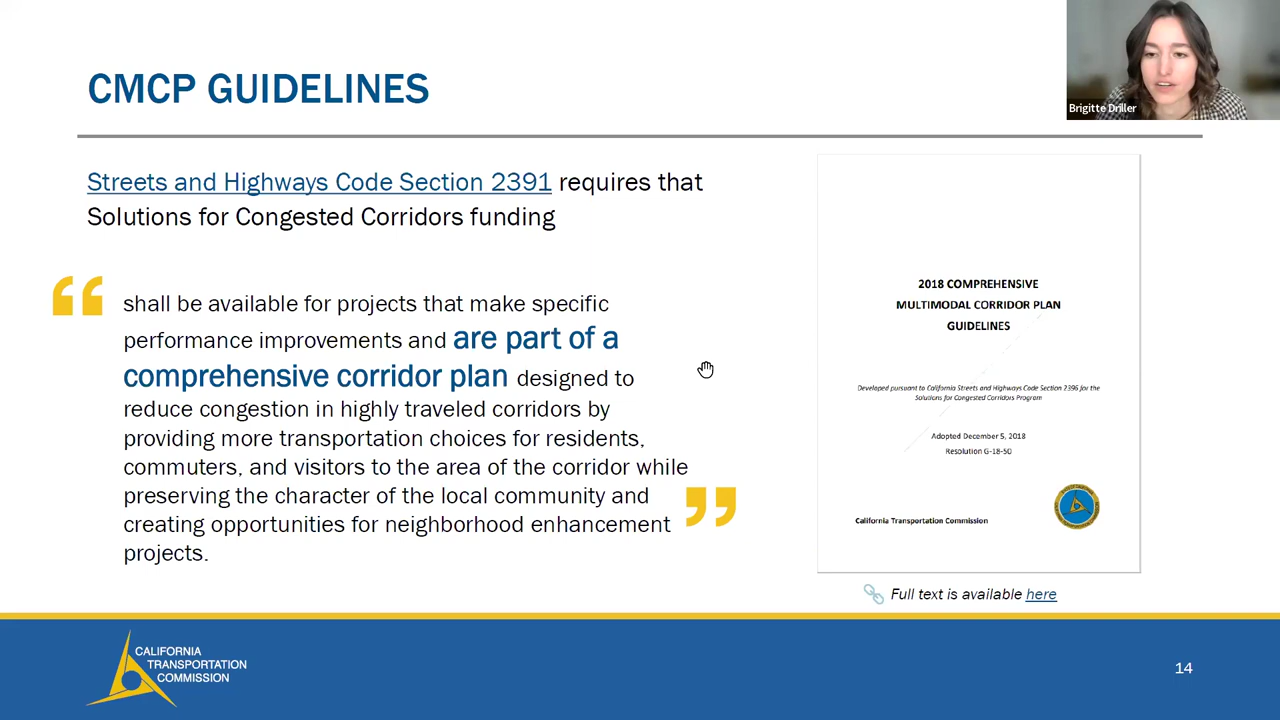 CMCP GUIDELINES
Brigitte Driller
Streets and Highways Code Section 2391 requires that
Solutions for Congested Corridors funding
“
shall be available for projects that make specific
performance improvements and are part of a
comprehensive corridor plan designed to
reduce congestion in highly traveled corridors by
providing more transportation choices for residents,
commuters, and visitors to the area of the corridor while
preserving the character of the local community and
creating opportunities for neighborhood enhancement
projects.
”
2018 COMPREHENSIVE
MULTIMODAL CORRIDOR PLAN
GUIDELINES
Developed pursuant to California Streets and Highways Code Section 2396 for the
Solutions for Congested Corridors Program
Adopted December 5, 2018
Resolution G-18-50
California Transportation Commission
Full text is available here
CALIFORNIA
TRANSPORTATION
COMMISSION
14